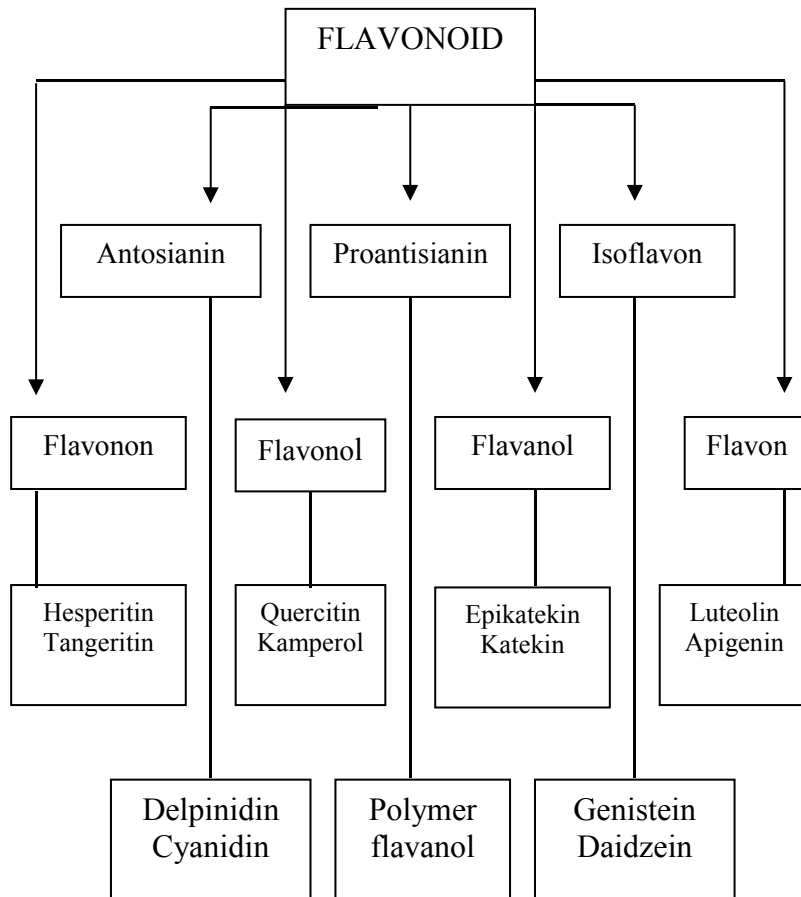 FLAVONOID
Antosianin
Proantisianin
Isoflavon
Flavonon
Flavonol
Flavanol
Flavon
Hesperitin
Tangeritin
Quercitin
Kamperol
Epikatekin
Katekin
Luteolin
Apigenin
Delpinidin
Cyanidin
Polymer
flavanol
Genistein
Daidzein